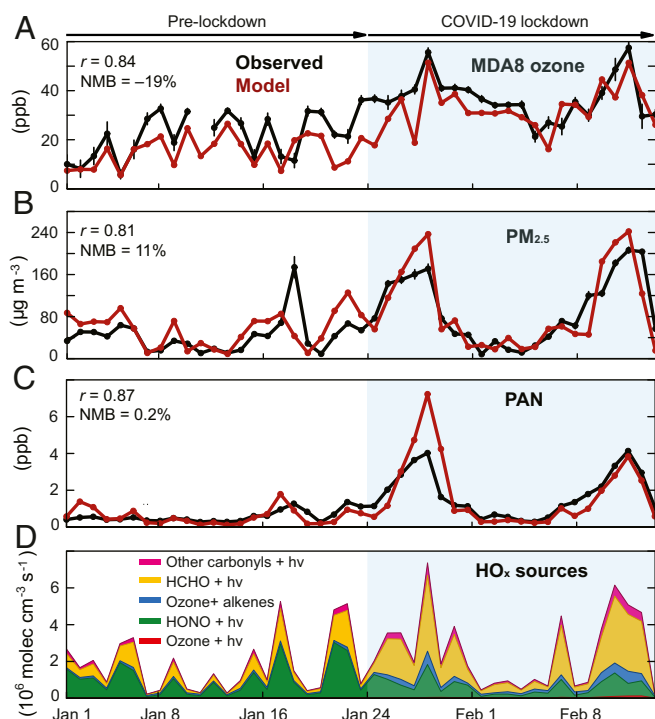 Pre-lockdown COVID-19 lockdown
A
60
40
20
0
(ppb)
r = 0.84
NMB = –19%
Observed
Model
MDA8 ozone
B
240
160
80
0
(µg m⁻³)
r = 0.81
NMB = 11%
PM₂.₅
C
6
4
2
0
(ppb)
r = 0.87
NMB = 0.2%
PAN
D
6
4
2
0
(10⁶ molec cm⁻³ s⁻¹)
Other carbonyls + hv
HCHO + hv
Ozone+ alkenes
HONO + hv
Ozone + hv
HOₓ sources
Jan 1 Jan 8 Jan 16 Jan 24 Feb 1 Feb 8